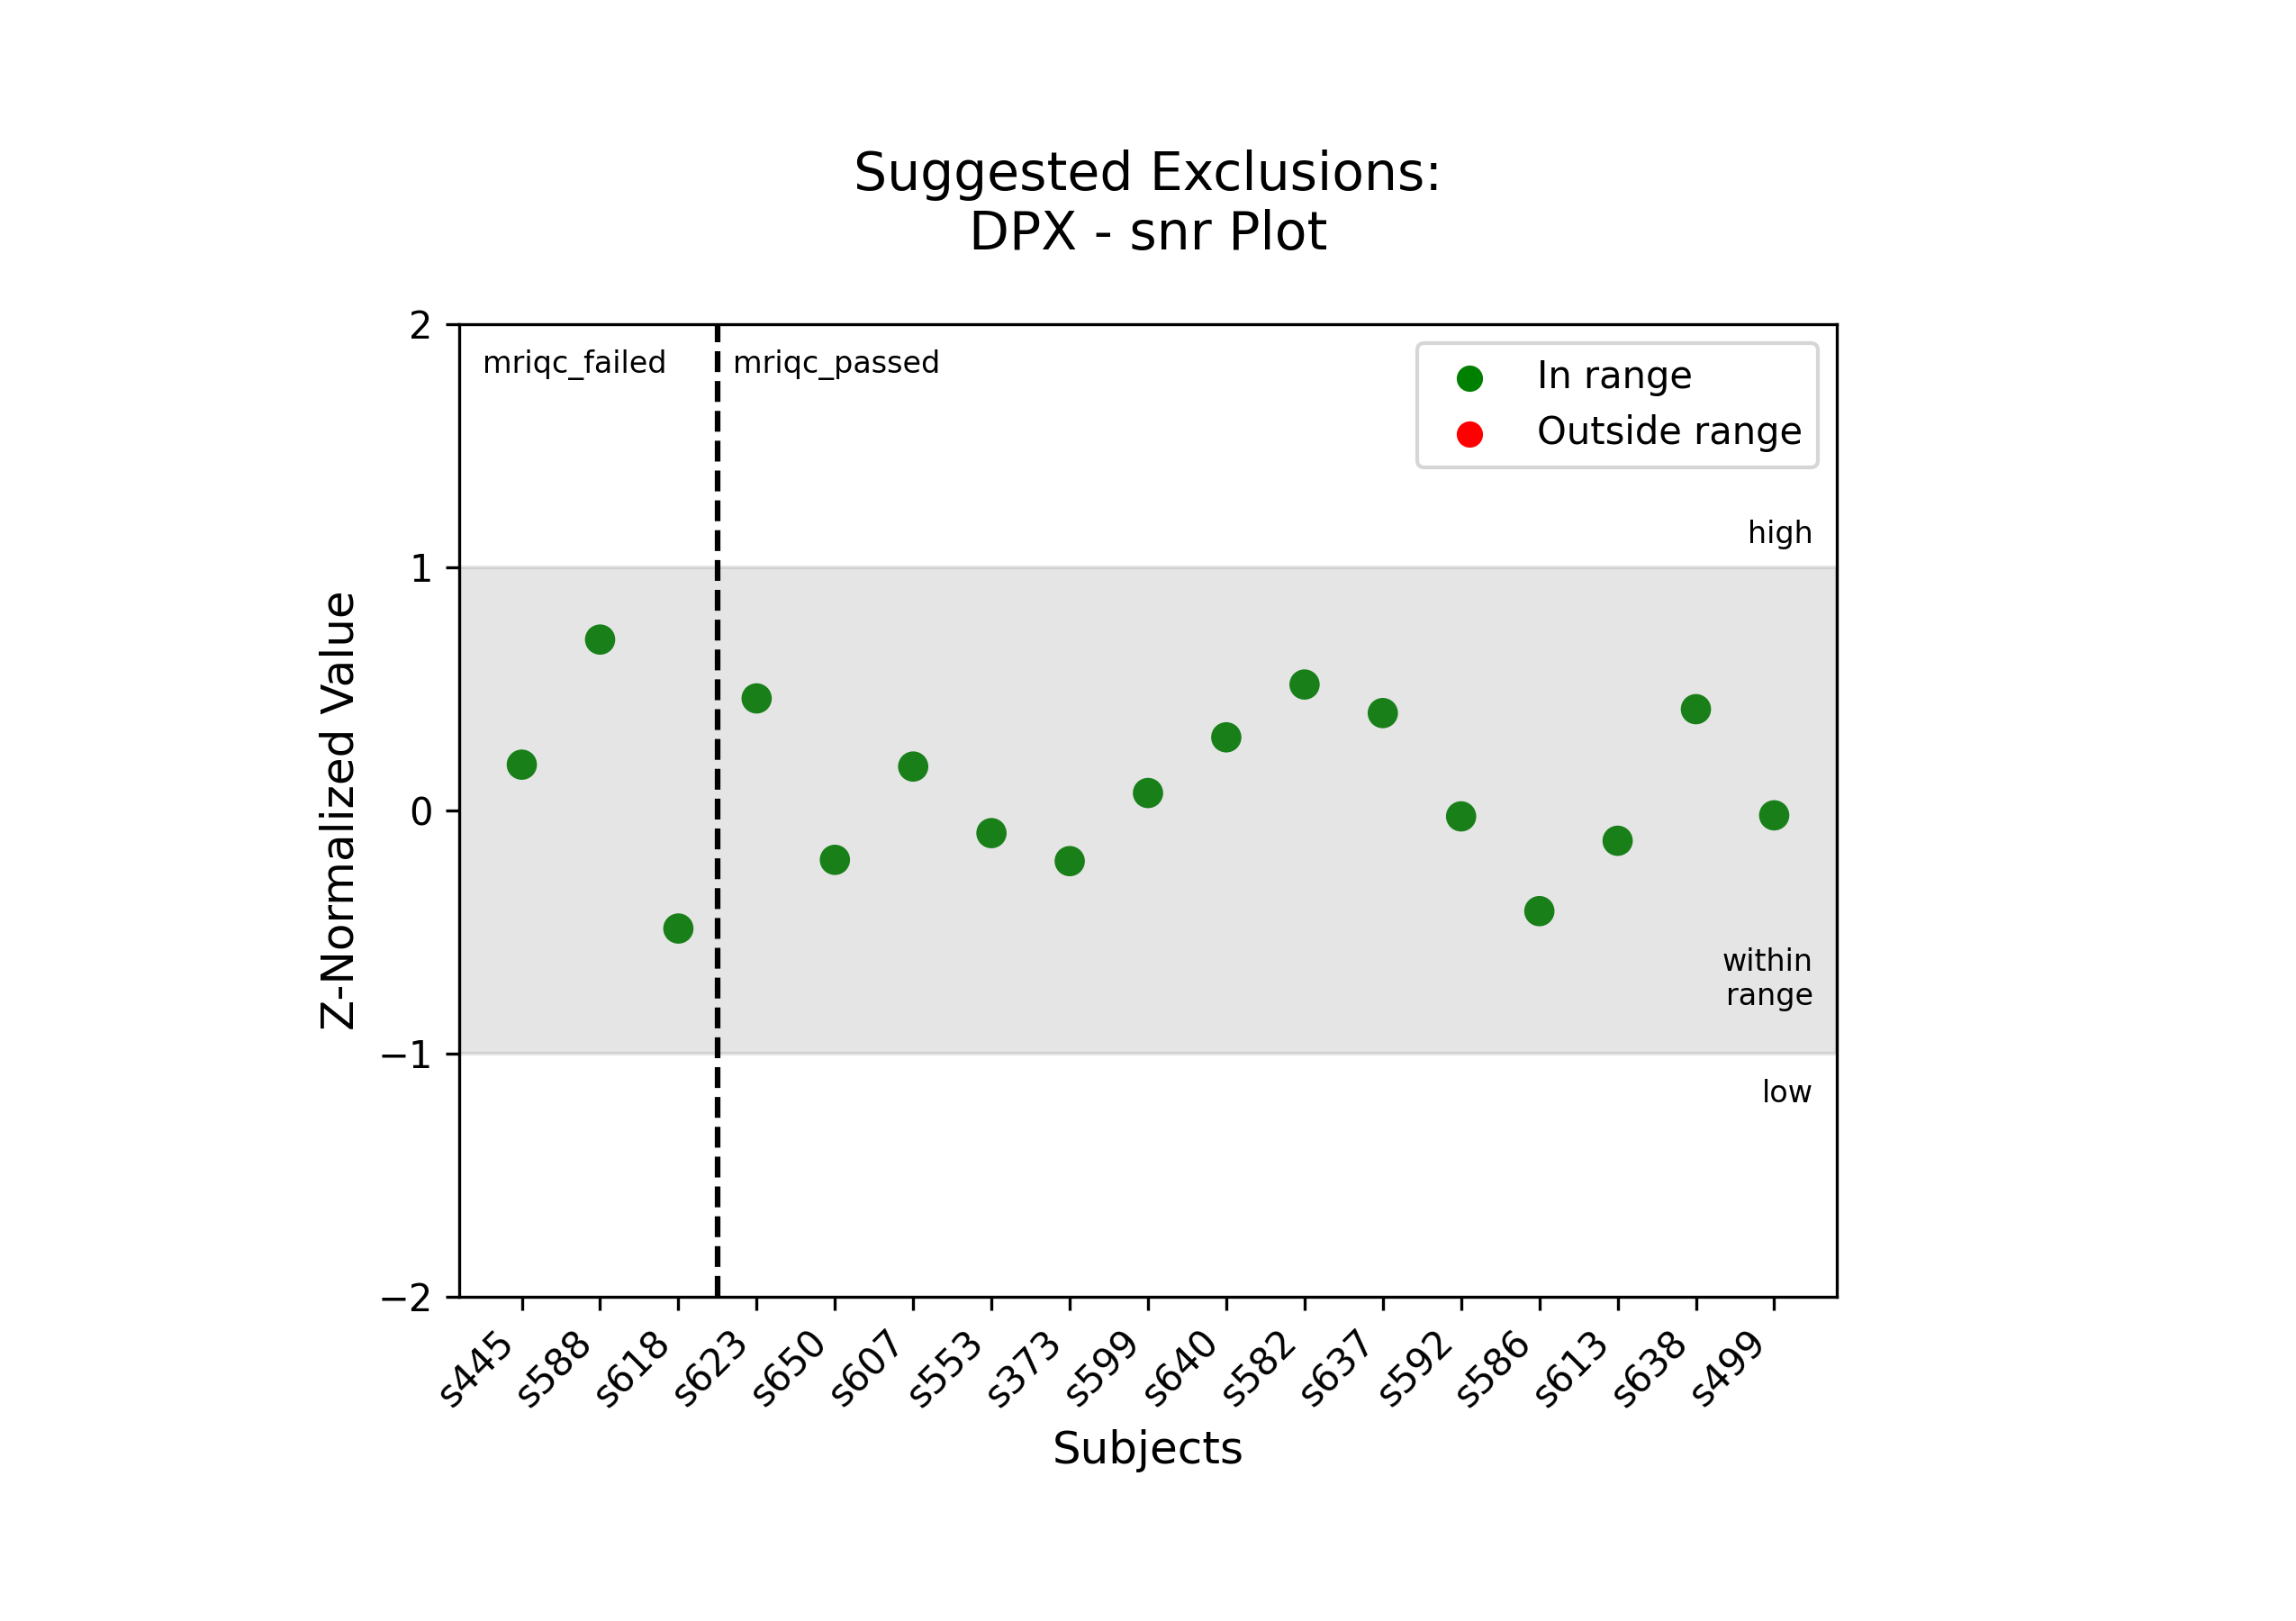 Suggested Exclusions:
DPX - snr Plot
2
1
0
−1
−2
Z-Normalized Value
mriqc_failed
mriqc_passed
In range
Outside range
high
within
range
low
s445
s588
s618
s623
s650
s607
s553
s373
s599
s640
s582
s637
s592
s586
s613
s638
s499
Subjects